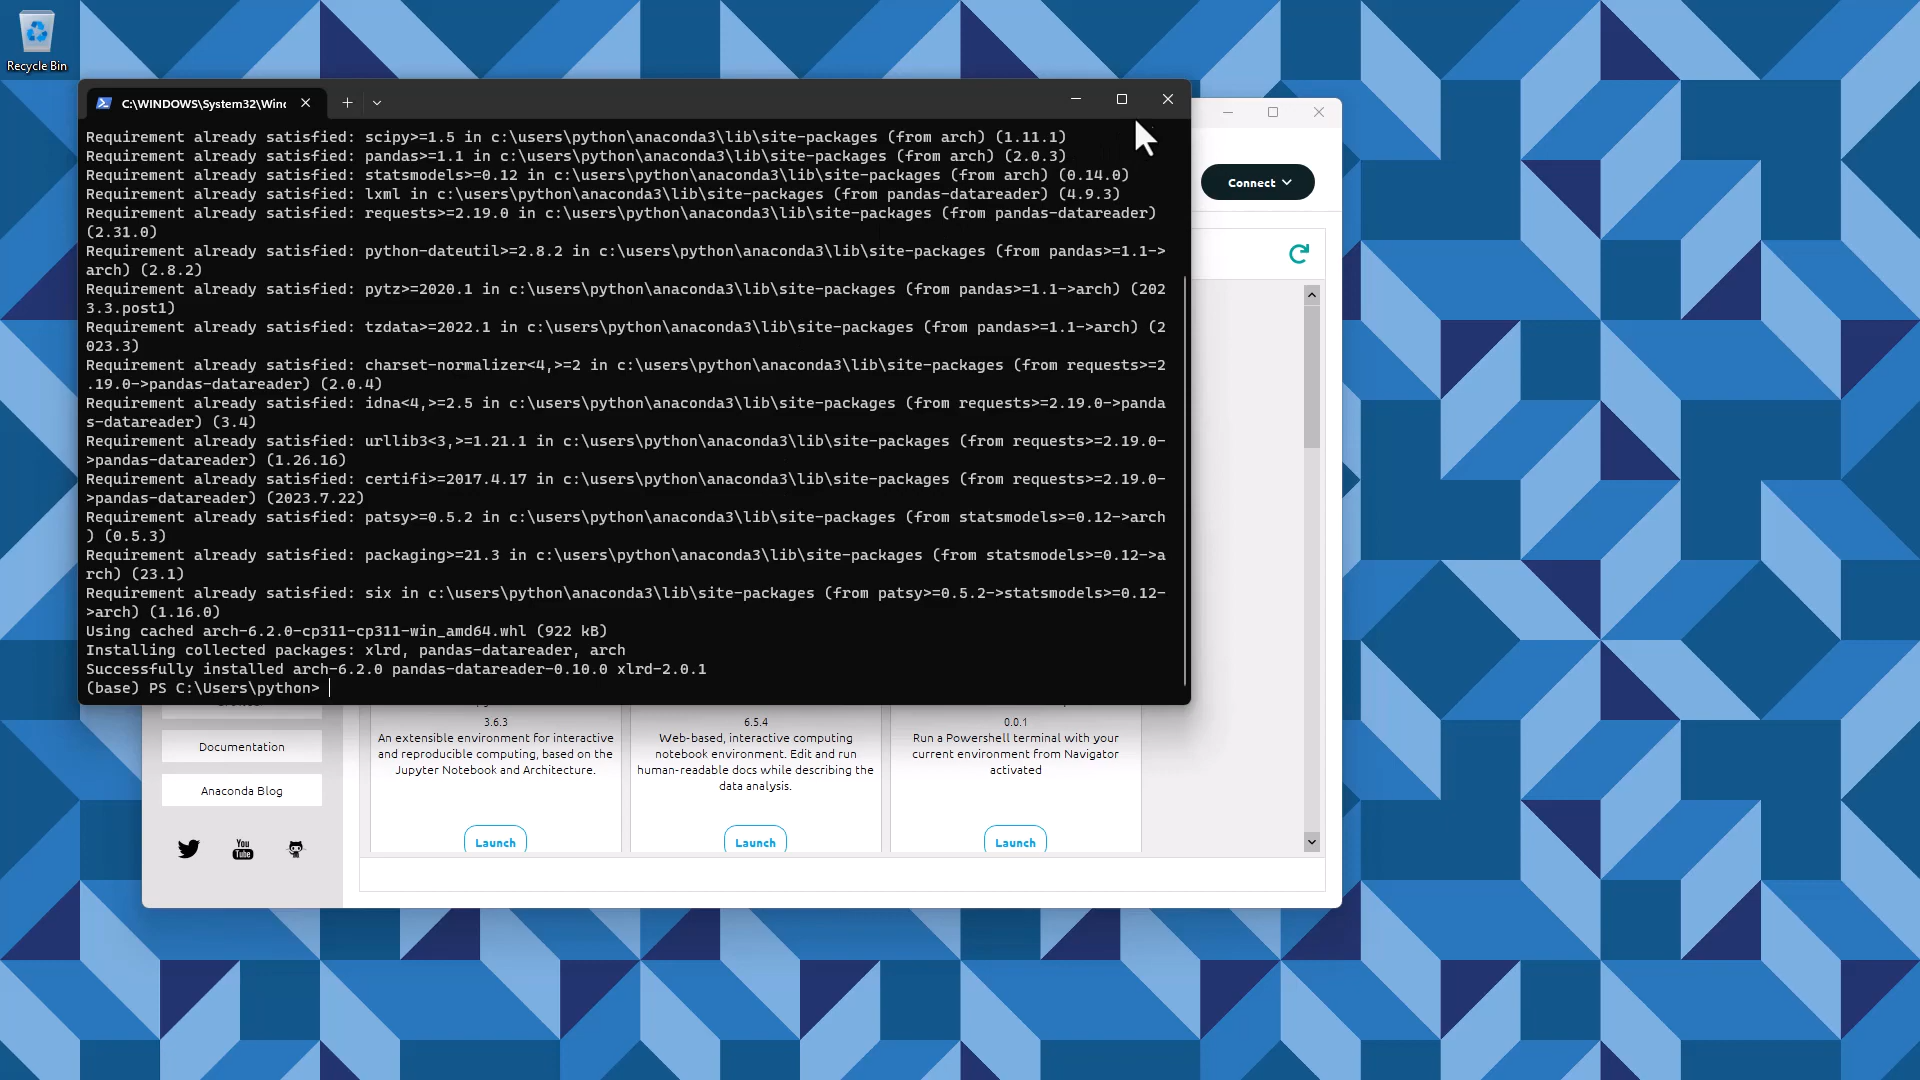 Recycle Bin
C:\WINDOWS\System32\Winc
Requirement already satisfied: scipy>=1.5 in c:\users\python\anaconda3\lib\site-packages (from arch) (1.11.1)
Requirement already satisfied: pandas>=1.1 in c:\users\python\anaconda3\lib\site-packages (from arch) (2.0.3)
Requirement already satisfied: statsmodels>=0.12 in c:\users\python\anaconda3\lib\site-packages (from arch) (0.14.0)
Requirement already satisfied: lxml in c:\users\python\anaconda3\lib\site-packages (from pandas-datareader) (4.9.3)
Requirement already satisfied: requests>=2.19.0 in c:\users\python\anaconda3\lib\site-packages (from pandas-datareader)
(2.31.0)
Requirement already satisfied: python-dateutil>=2.8.2 in c:\users\python\anaconda3\lib\site-packages (from pandas>=1.1->
arch) (2.8.2)
Requirement already satisfied: pytz>=2020.1 in c:\users\python\anaconda3\lib\site-packages (from pandas>=1.1->arch) (202
3.3.post1)
Requirement already satisfied: tzdata>=2022.1 in c:\users\python\anaconda3\lib\site-packages (from pandas>=1.1->arch) (2
023.3)
Requirement already satisfied: charset-normalizer<4,>=2 in c:\users\python\anaconda3\lib\site-packages (from requests>=2
.19.0->pandas-datareader) (2.0.4)
Requirement already satisfied: idna<4,>=2.5 in c:\users\python\anaconda3\lib\site-packages (from requests>=2.19.0->panda
s-datareader) (3.4)
Requirement already satisfied: urllib3<3,>=1.21.1 in c:\users\python\anaconda3\lib\site-packages (from requests>=2.19.0-
>pandas-datareader) (1.26.16)
Requirement already satisfied: certifi>=2017.4.17 in c:\users\python\anaconda3\lib\site-packages (from requests>=2.19.0-
>pandas-datareader) (2023.7.22)
Requirement already satisfied: patsy>=0.5.2 in c:\users\python\anaconda3\lib\site-packages (from statsmodels>=0.12->arch
) (0.5.3)
Requirement already satisfied: packaging>=21.3 in c:\users\python\anaconda3\lib\site-packages (from statsmodels>=0.12->a
rch) (23.1)
Requirement already satisfied: six in c:\users\python\anaconda3\lib\site-packages (from patsy>=0.5.2->statsmodels>=0.12-
>arch) (1.16.0)
Using cached arch-6.2.0-cp311-cp311-win_amd64.whl (922 kB)
Installing collected packages: xlrd, pandas-datareader, arch
Successfully installed arch-6.2.0 pandas-datareader-0.10.0 xlrd-2.0.1
(base) PS C:\Users\python>
Connect
Documentation
Anaconda Blog
You
Tube
3.6.3
An extensible environment for interactive
and reproducible computing, based on the
Jupyter Notebook and Architecture.
Launch
6.5.4
Web-based, interactive computing
notebook environment. Edit and run
human-readable docs while describing the
data analysis.
Launch
0.0.1
Run a Powershell terminal with your
current environment from Navigator
activated
Launch